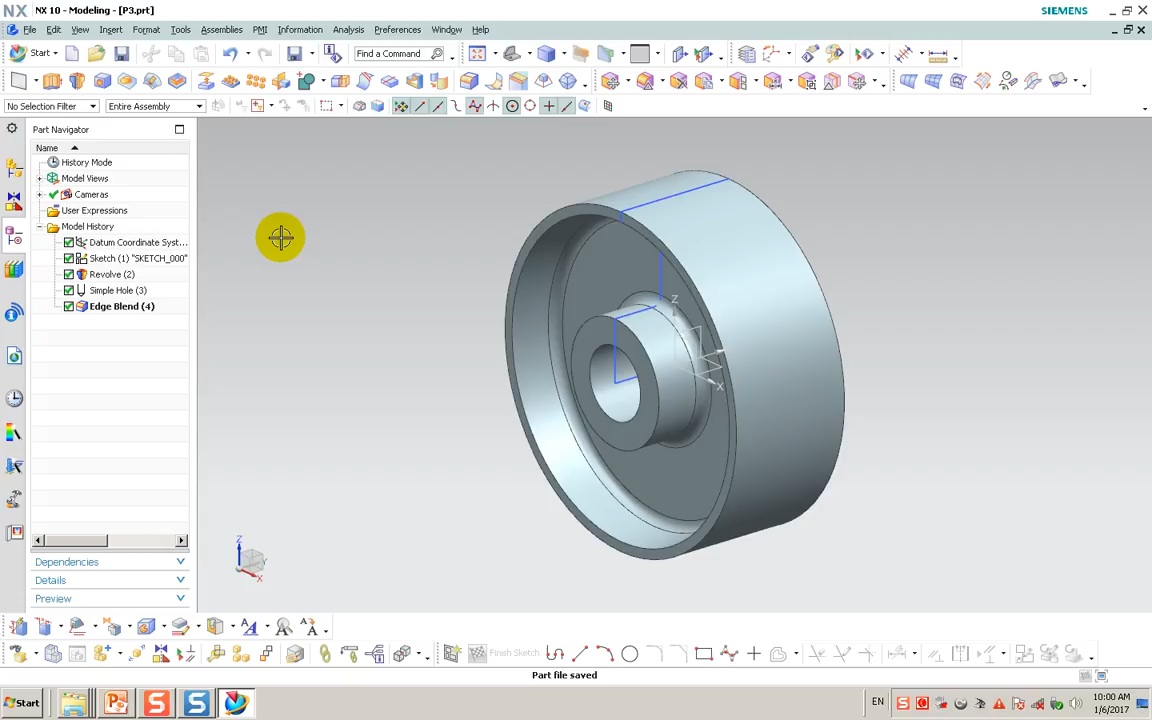 NX NX 10 - Modeling - [P3.prt] SIEMENS
File Edit View Insert Format Tools Assemblies PMI Information Analysis Preferences Window Help
Start Find a Command
No Selection Filter Entire Assembly
Part Navigator
Name
History Mode
Model Views
Cameras
User Expressions
Model History
Datum Coordinate Syst...
Sketch (1) "SKETCH_000"
Revolve (2)
Simple Hole (3)
Edge Blend (4)
Z
X
Z
Y
X
Dependencies
Details
Preview
Finish Sketch
Part file saved
Start EN 10:00 AM
1/6/2017